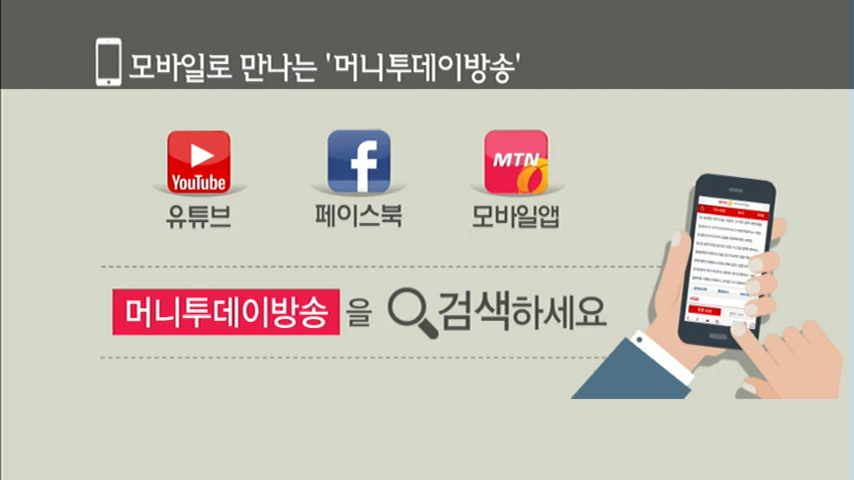 모바일로 만나는 '머니투데이방송'
YouTube
MTN
유튜브
페이스북
모바일앱
머니투데이방송을 검색하세요